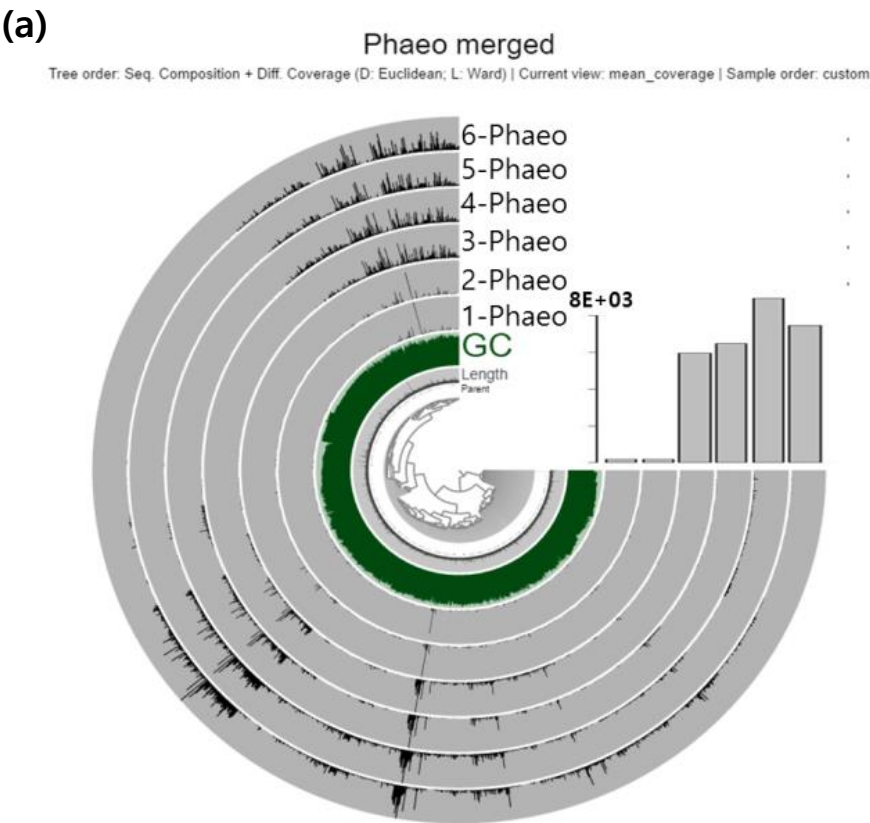 (a)
Phaeo merged
Tree order: Seq. Composition + Diff. Coverage (D: Euclidean; L: Ward) | Current view: mean_coverage | Sample order: custom
6-Phaeo
5-Phaeo
4-Phaeo
3-Phaeo
2-Phaeo
8E+03
1-Phaeo
GC
Length
Parent